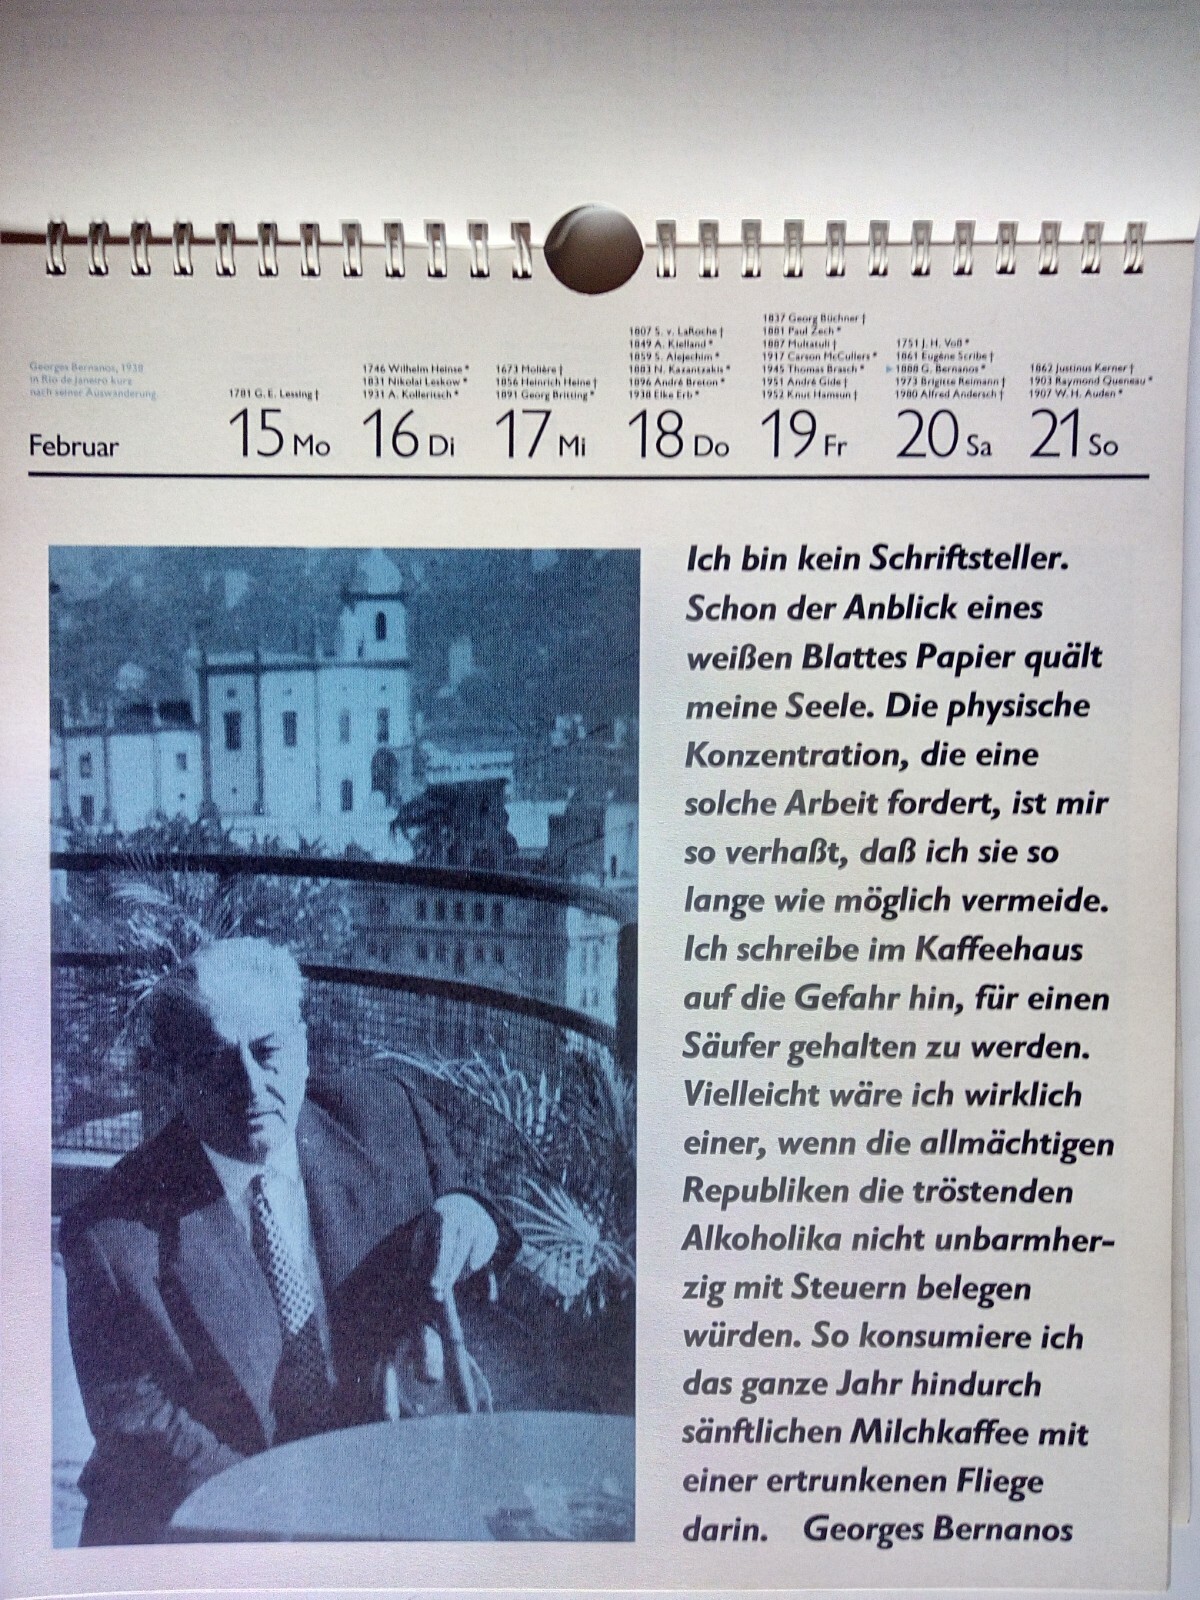 Georges Bernanos, 1938
in Rio de Janeiro kurz
nach seiner Auswanderung
Februar
1781 G. E. Lessing †
15 Mo
1746 Wilhelm Heinse *
1831 Nikolai Leskow *
1931 A. Kolleritsch *
16 Di
1673 Molière †
1856 Heinrich Heine †
1891 Georg Britting *
17 Mi
1807 S. v. LaRoche †
1849 A. Kielland *
1859 S. Alejechim *
1883 N. Kazantzakis *
1896 André Breton *
1938 Elke Erb *
18 Do
1837 Georg Büchner †
1881 Paul Zech *
1887 Multatuli †
1917 Carson McCullers *
1945 Thomas Brasch *
1951 André Gide †
1952 Knut Hamsun †
19 Fr
1751 J. H. Voß *
1861 Eugène Scribe †
1888 G. Bernanos *
1973 Brigitte Reimann †
1980 Alfred Andersch †
20 Sa
1862 Justinus Kerner †
1903 Raymond Queneau *
1907 W. H. Auden *
21 So
Ich bin kein Schriftsteller.
Schon der Anblick eines
weißen Blattes Papier quält
meine Seele. Die physische
Konzentration, die eine
solche Arbeit fordert, ist mir
so verhaßt, daß ich sie so
lange wie möglich vermeide.
Ich schreibe im Kaffeehaus
auf die Gefahr hin, für einen
Säufer gehalten zu werden.
Vielleicht wäre ich wirklich
einer, wenn die allmächtigen
Republiken die tröstenden
Alkoholika nicht unbarmher-
zig mit Steuern belegen
würden. So konsumiere ich
das ganze Jahr hindurch
sänftlichen Milchkaffee mit
einer ertrunkenen Fliege
darin. Georges Bernanos